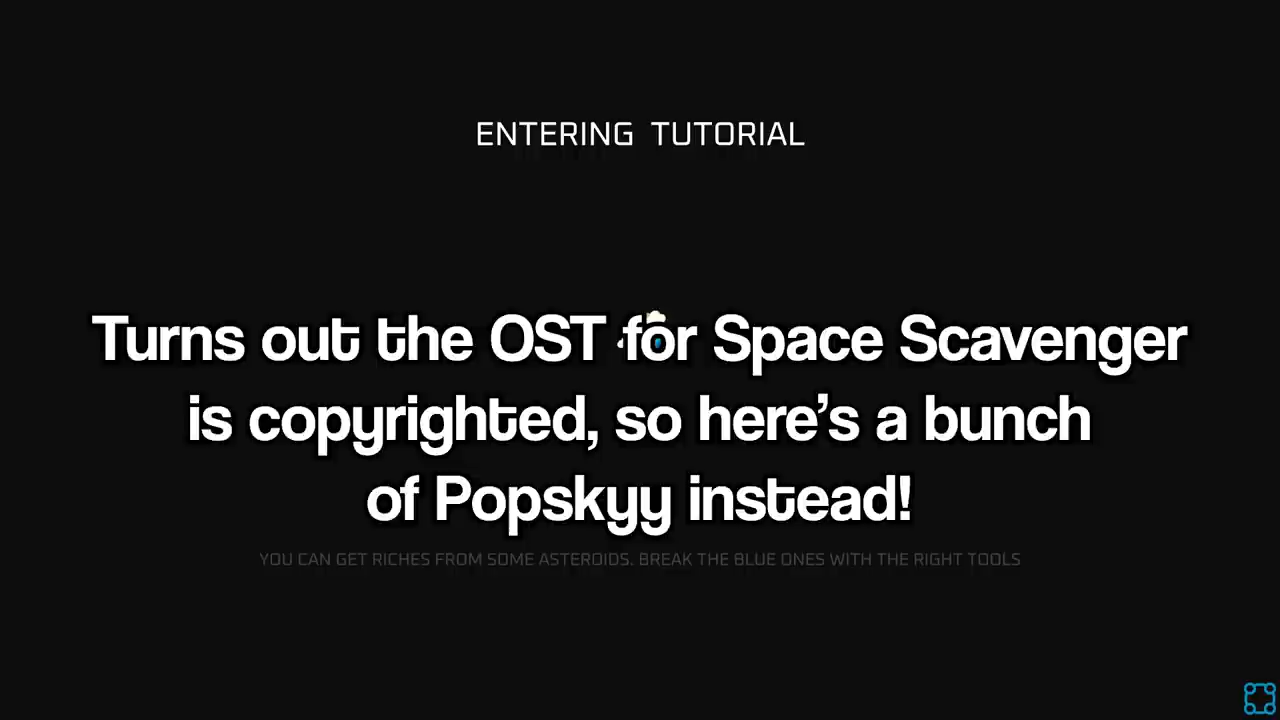 ENTERING TUTORIAL
Turns out the OST for Space Scavenger
is copyrighted, so here’s a bunch
of Popskyy instead!
YOU CAN GET RICHES FROM SOME ASTEROIDS. BREAK THE BLUE ONES WITH THE RIGHT TOOLS